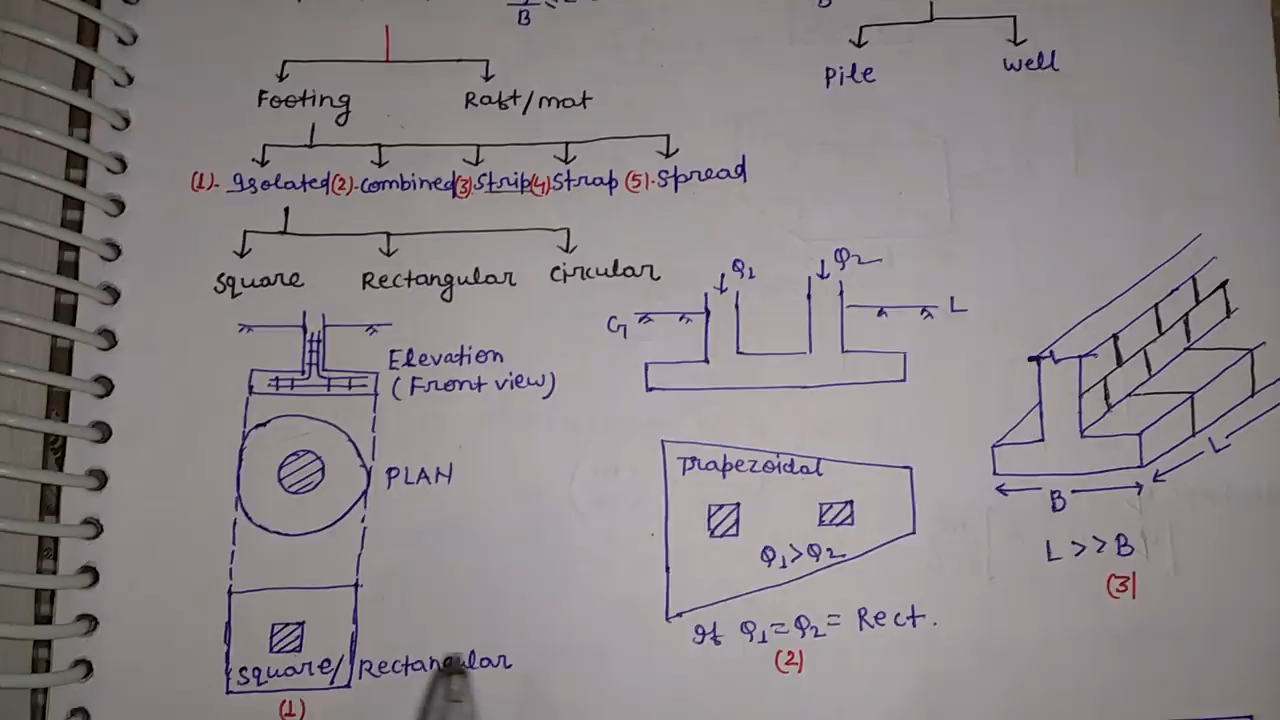 B
Footing
Raft/mat
Pile
Well
(1). Isolated (2). Combined (3) Strip (4) Strap (5). Spread
Square
Rectangular
Circular
Elevation
(Front view)
PLAN
Square/Rectangular
(1)
Q1
Q2
G
L
Trapezoidal
Q1>Q2
If Q1=Q2= Rect.
(2)
B
L
L>>B
(3)